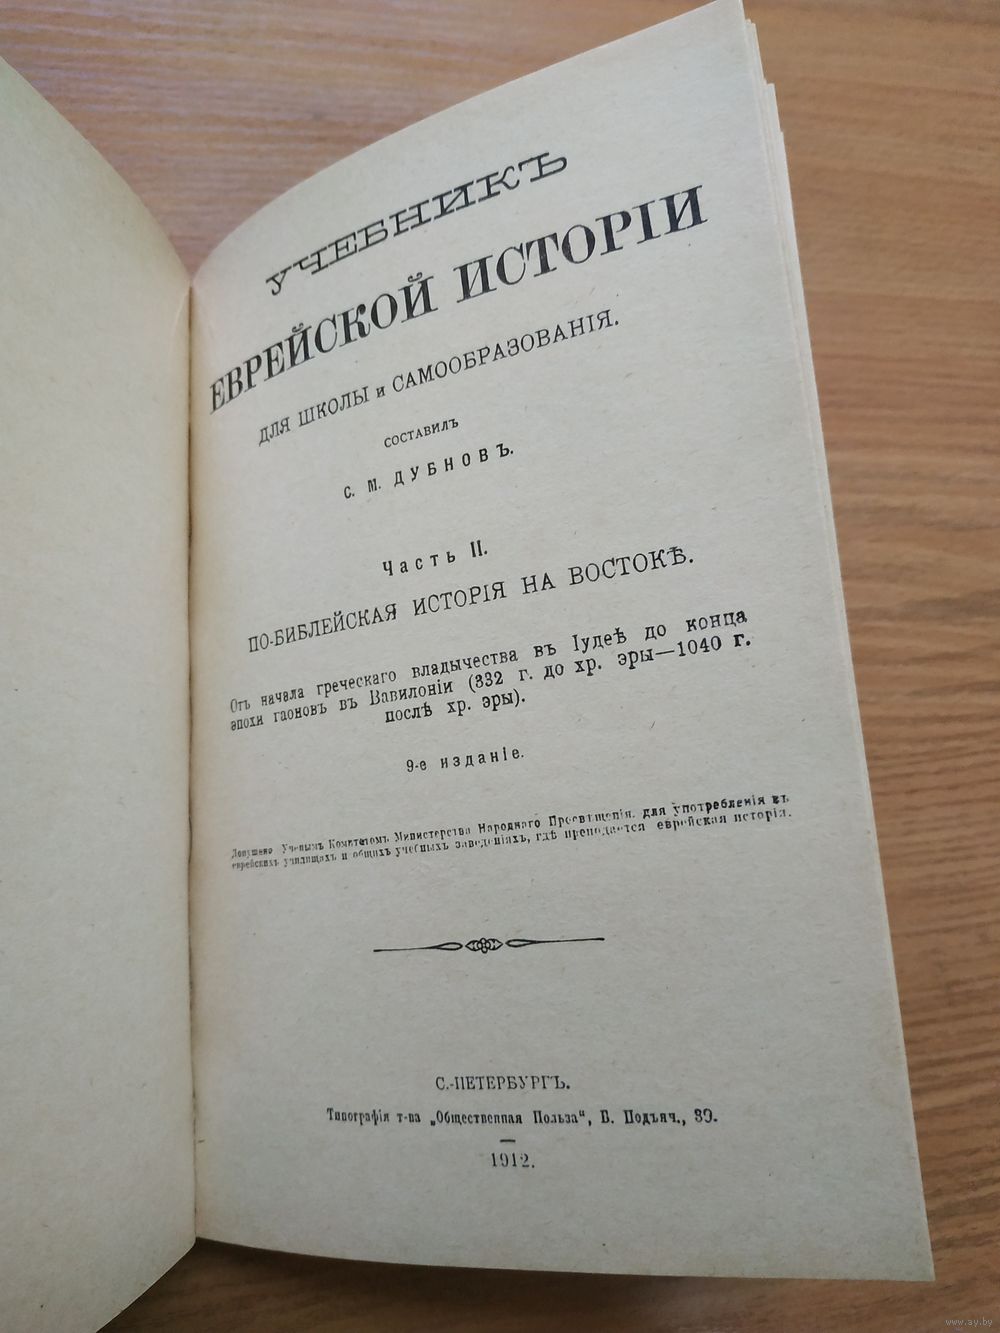 УЧЕБНИКЪ
ЕВРЕЙСКОЙ ИСТОРІИ
ДЛЯ ШКОЛЫ и САМООБРАЗОВАНІЯ.
СОСТАВИЛЪ
С. М. ДУБНОВЪ.
Часть II.
ПО-БИБЛЕЙСКАЯ ИСТОРІЯ НА ВОСТОКѢ.
Отъ начала греческаго владычества въ Іудеѣ до конца
эпохи гаоновъ въ Вавилоніи (332 г. до хр. эры—1040 г.
послѣ хр. эры).
9-е изданіе.
Допущено Ученымъ Комитетомъ Министерства Народнаго Просвѣщенія, для употребленія въ
еврейскихъ училищахъ и общихъ учебныхъ заведеніяхъ, гдѣ преподается еврейская исторія.
С.-ПЕТЕРБУРГЪ.
Типографія т-ва „Общественная Польза“, Б. Подъяч., 39.
1912.
www.ay.by